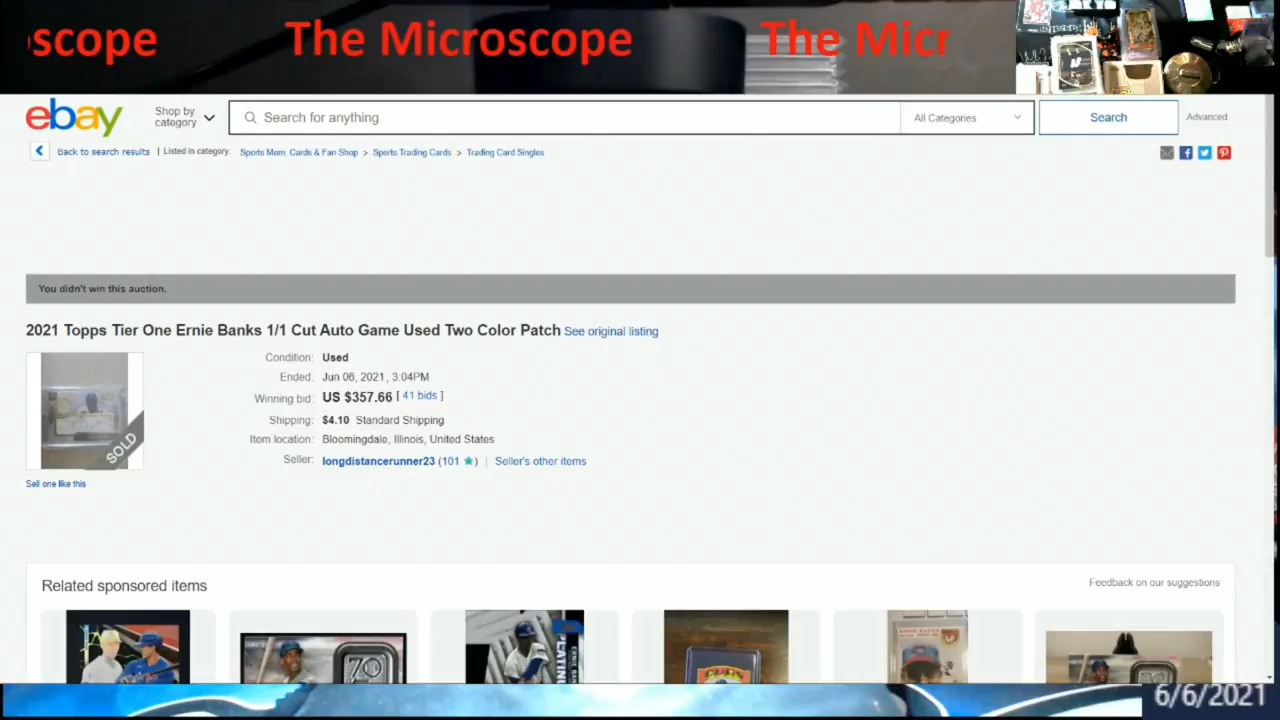 scope The Microscope The Micr
ebay Shop by category Search for anything All Categories Search Advanced
Back to search results | Listed in category: Sports Mem, Cards & Fan Shop > Sports Trading Cards > Trading Card Singles
You didn't win this auction.
2021 Topps Tier One Ernie Banks 1/1 Cut Auto Game Used Two Color Patch See original listing
Condition: Used
Ended: Jun 06, 2021 , 3:04PM
Winning bid: US $357.66 [ 41 bids ]
Shipping: $4.10 Standard Shipping
Item location: Bloomingdale, Illinois, United States
Seller: longdistancerunner23 (101 ) | Seller's other items
SOLD
Sell one like this
Related sponsored items Feedback on our suggestions
70
CUBS
6/6/2021